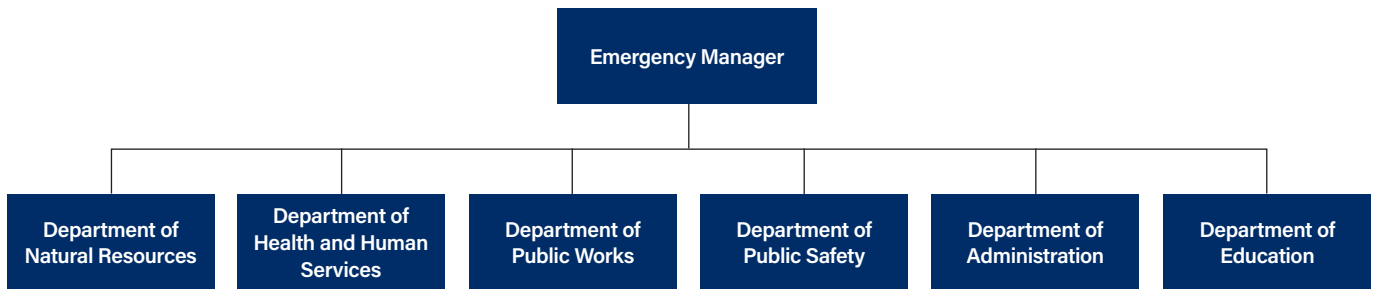 Emergency Manager
Department of
Natural Resources
Department of
Health and Human
Services
Department of
Public Works
Department of
Public Safety
Department of
Administration
Department of
Education